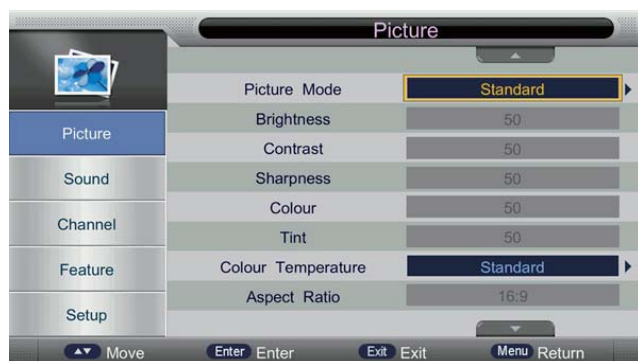 Picture
Picture Mode Standard
Brightness 50
Contrast 50
Sharpness 50
Colour 50
Tint 50
Colour Temperature Standard
Aspect Ratio 16:9
Picture
Sound
Channel
Feature
Setup
Move Enter Enter Exit Exit Menu Return